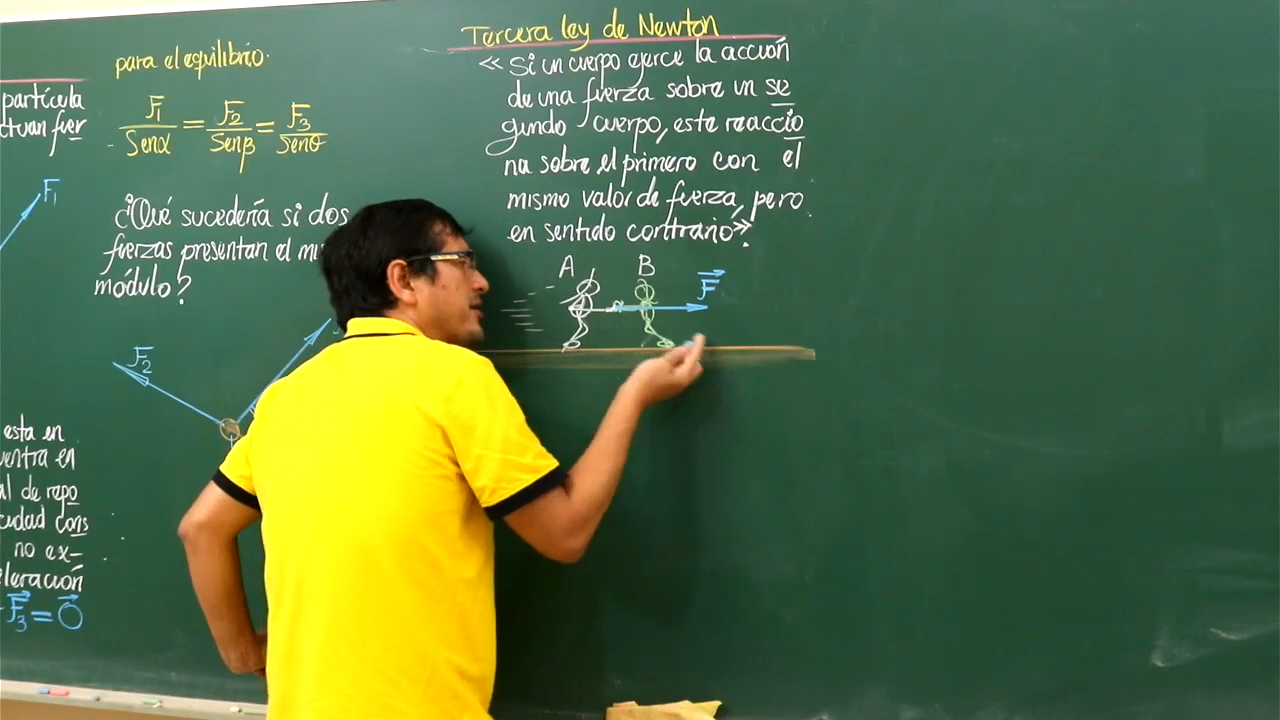 partícula
ctuan fuer
F₁
esta en
uentra en
al de repo
cidad cons
no ex-
eleración
F⃗₃ = 0⃗
para el equilibrio.
F₁/Senα = F₂/Senβ = F₃/Senθ
¿Qué sucedería si dos
fuerzas presentan el mi
módulo?
F₂
Tercera ley de Newton
« Si un cuerpo ejerce la acción
de una fuerza sobre un se
gundo cuerpo, este reaccio
na sobre el primero con el
mismo valor de fuerza, pero
en sentido contrario».
A B
F⃗